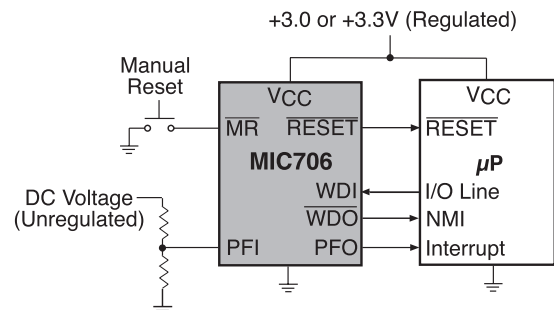 +3.0 or +3.3V (Regulated)
Manual
Reset
VCC
VCC
MR
RESET
RESET
MIC706
µP
DC Voltage
(Unregulated)
WDI
I/O Line
WDO
NMI
PFI
PFO
Interrupt